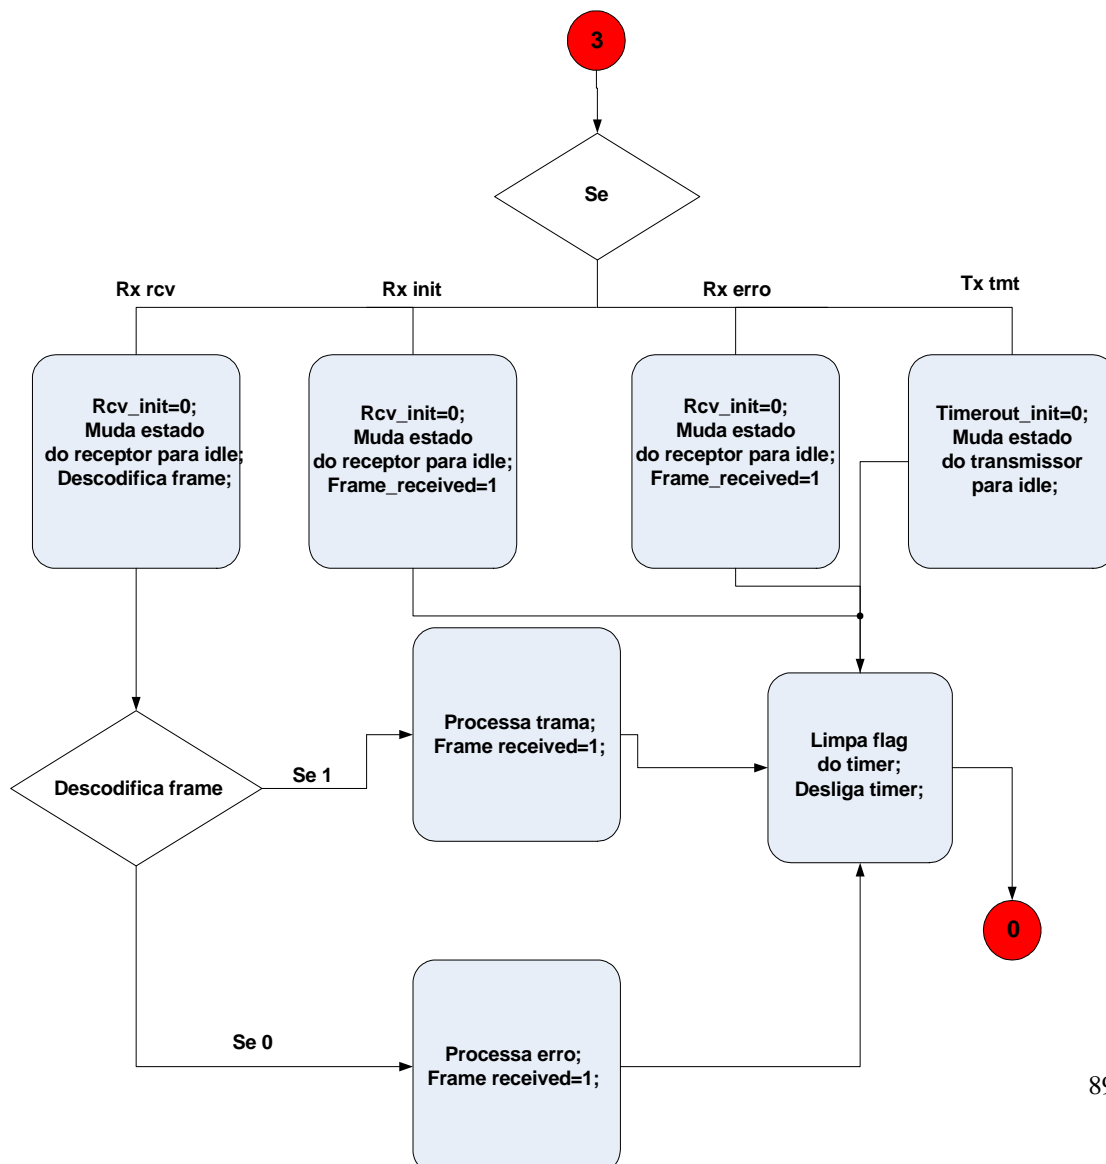 3
Se
Rx rcv
Rx init
Rx erro
Tx tmt
Rcv_init=0;
Muda estado
do receptor para idle;
Descodifica frame;
Rcv_init=0;
Muda estado
do receptor para idle;
Frame_received=1
Rcv_init=0;
Muda estado
do receptor para idle;
Frame_received=1
Timerout_init=0;
Muda estado
do transmissor
para idle;
Descodifica frame
Se 1
Processa trama;
Frame received=1;
Limpa flag
do timer;
Desliga timer;
0
Se 0
Processa erro;
Frame received=1;
89